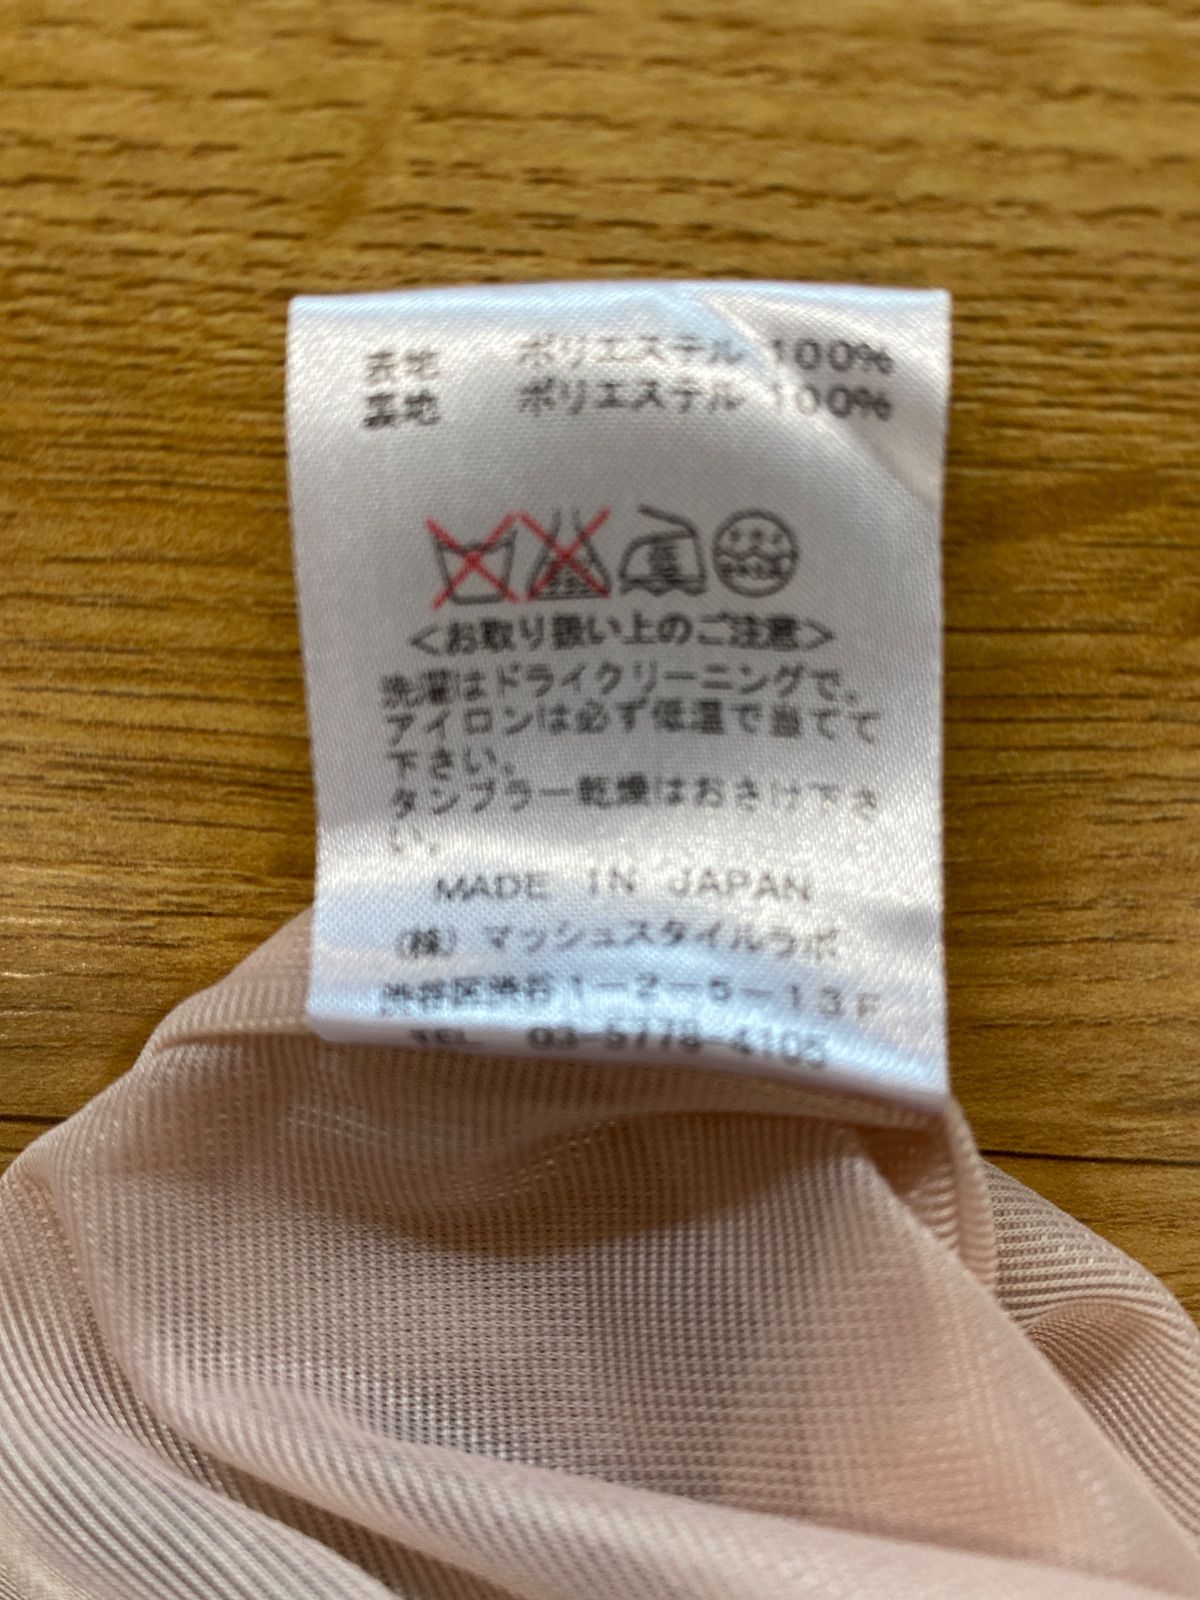 表地 ポリエステル 100%
裏地 ポリエステル 100%
<お取り扱い上のご注意>
洗濯はドライクリーニングで、
アイロンは必ず低温で当てて
下さい。
タンブラー乾燥はおさけ下さ
い。
MADE IN JAPAN
(株) マッシュスタイルラボ
渋谷区渋谷1-2-5-13F
TEL 03-5778-4105